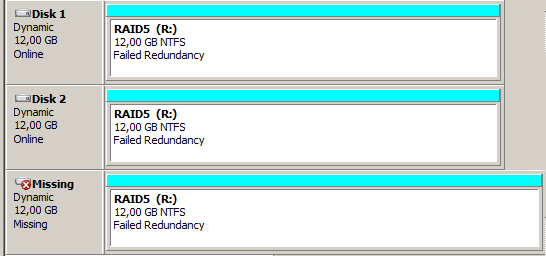 Disk 1
Dynamic
12,00 GB
Online
RAID5 (R:)
12,00 GB NTFS
Failed Redundancy
Disk 2
Dynamic
12,00 GB
Online
RAID5 (R:)
12,00 GB NTFS
Failed Redundancy
Missing
Dynamic
12,00 GB
Missing
RAID5 (R:)
12,00 GB NTFS
Failed Redundancy